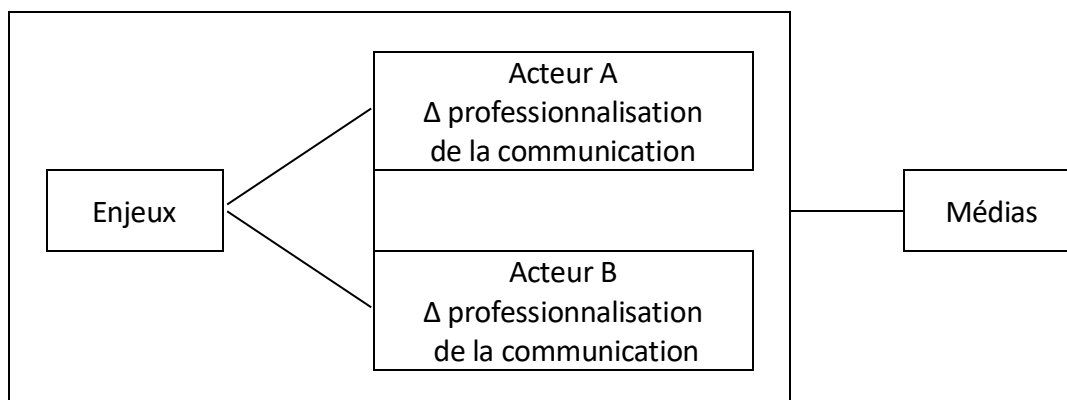 Acteur A
Δ professionnalisation
de la communication
Enjeux
Médias
Acteur B
Δ professionnalisation
de la communication